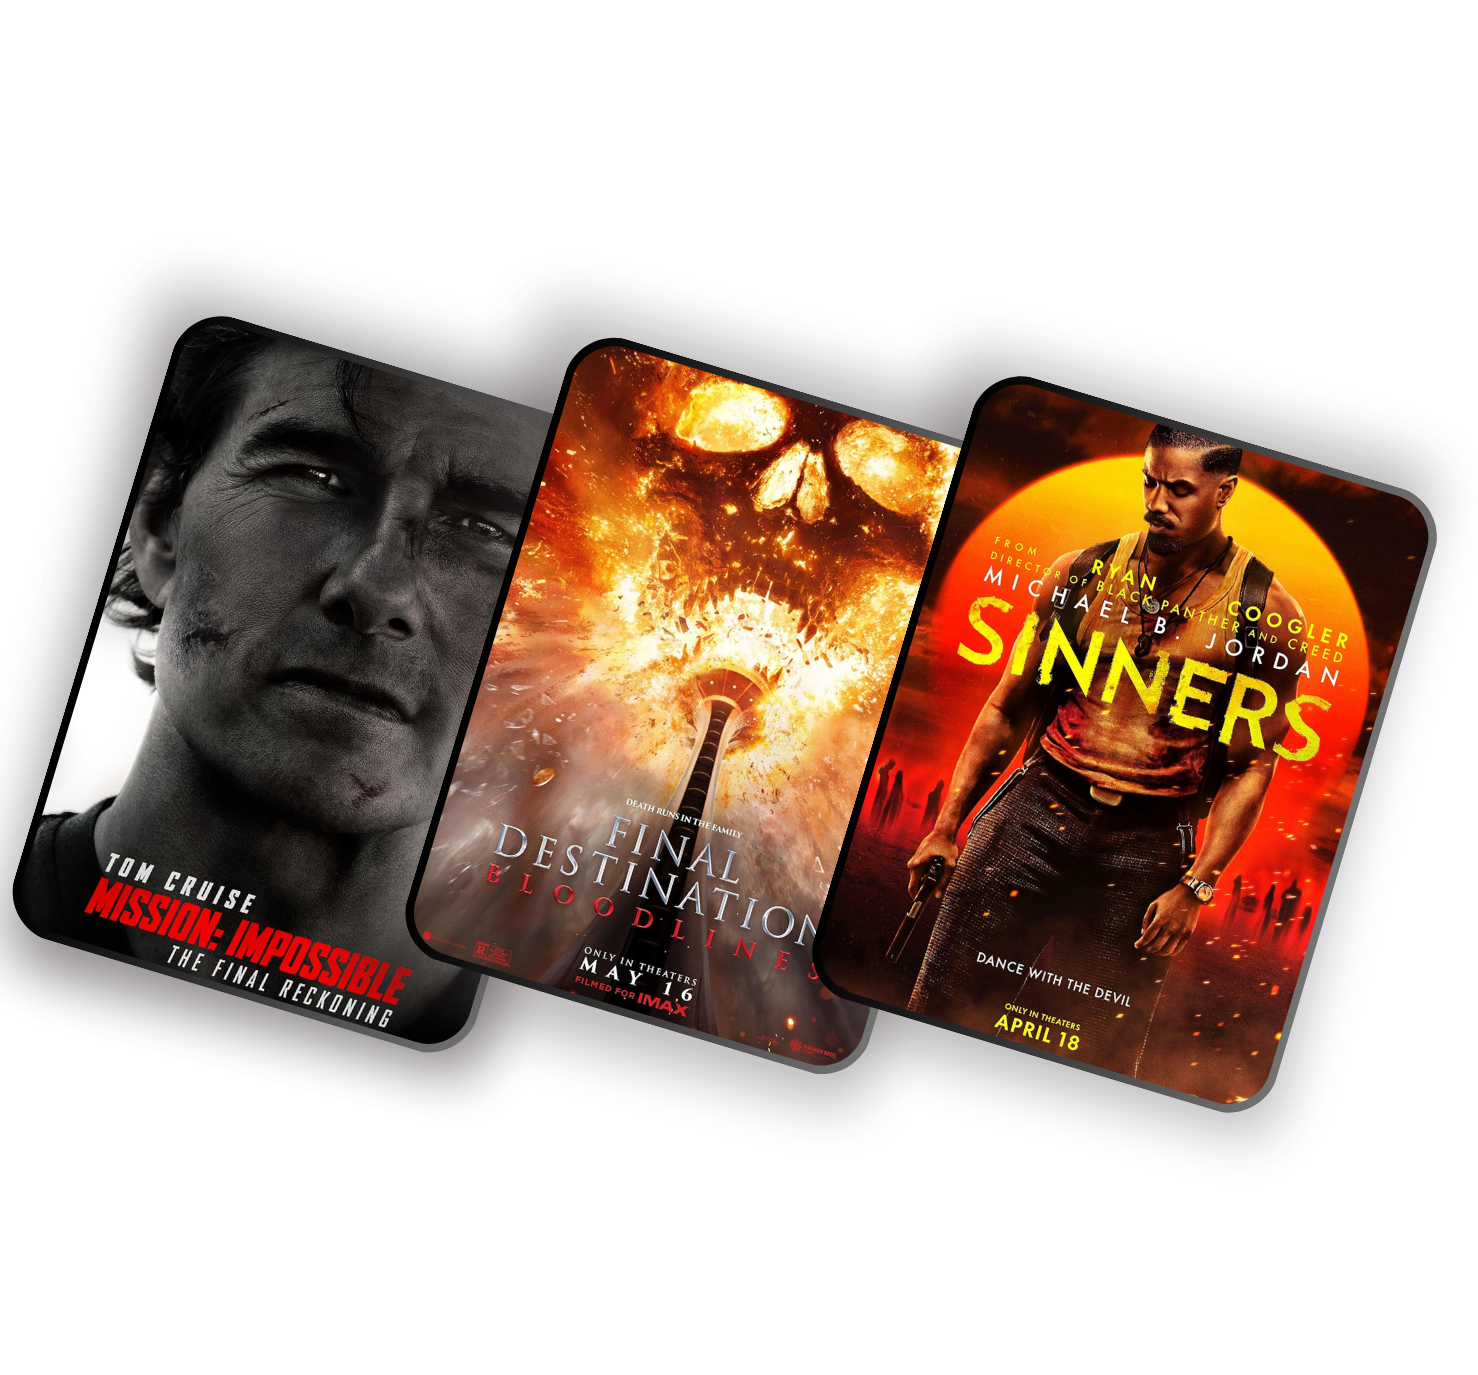 TOM CRUISE
MISSION: IMPOSSIBLE
THE FINAL RECKONING
DEATH RUNS IN THE FAMILY
FINAL
DESTINATION
BLOODLINES
ONLY IN THEATERS
MAY 16
FILMED FOR IMAX
R
FROM
RYAN COOGLER
DIRECTOR OF BLACK PANTHER AND CREED
MICHAEL B. JORDAN
SINNERS
DANCE WITH THE DEVIL
ONLY IN THEATERS
APRIL 18